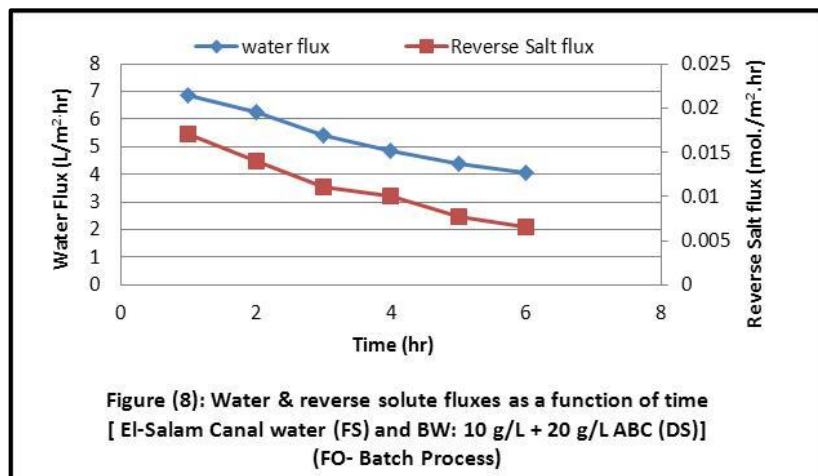 water flux Reverse Salt flux
8
7
6
5
4
3
2
1
0
0.025
0.02
0.015
0.01
0.005
0
0 2 4 6 8
Water Flux (L/m²·hr)
Reverse Salt flux (mol./m².hr)
Time (hr)
Figure (8): Water & reverse solute fluxes as a function of time
[ El-Salam Canal water (FS) and BW: 10 g/L + 20 g/L ABC (DS)]
(FO- Batch Process)